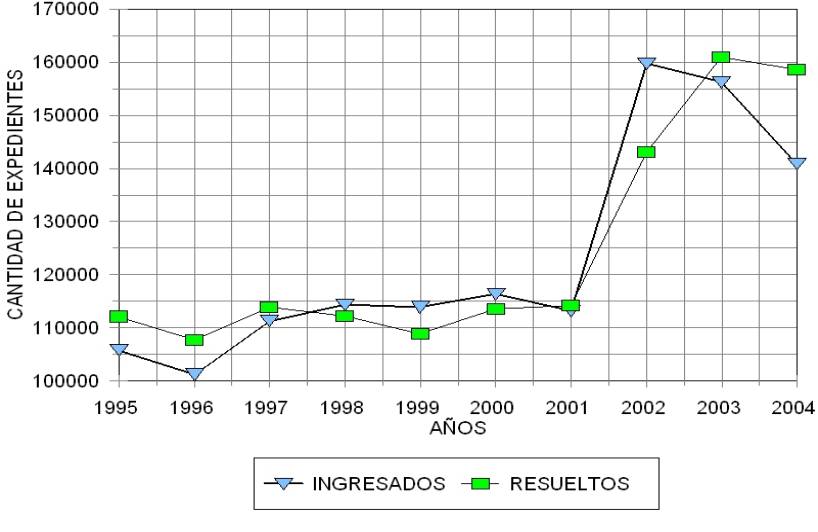 170000
160000
150000
140000
130000
120000
110000
100000
CANTIDAD DE EXPEDIENTES
1995 1996 1997 1998 1999 2000 2001 2002 2003 2004
AÑOS
INGRESADOS RESUELTOS